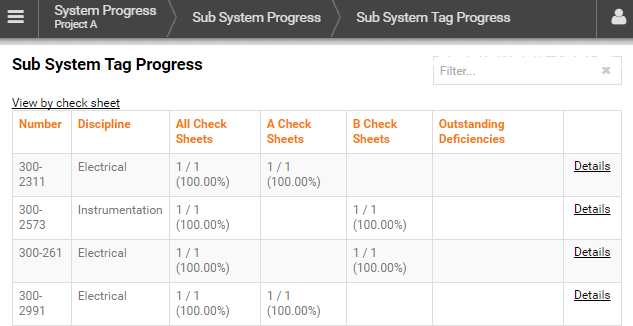 System Progress
Project A
Sub System Progress
Sub System Tag Progress
Sub System Tag Progress
Filter...
View by check sheet
Number Discipline All Check Sheets A Check Sheets B Check Sheets Outstanding Deficiencies
300-2311 Electrical 1 / 1 (100.00%) 1 / 1 (100.00%) Details
300-2573 Instrumentation 1 / 1 (100.00%) 1 / 1 (100.00%) Details
300-261 Electrical 1 / 1 (100.00%) 1 / 1 (100.00%) Details
300-2991 Electrical 1 / 1 (100.00%) 1 / 1 (100.00%) Details